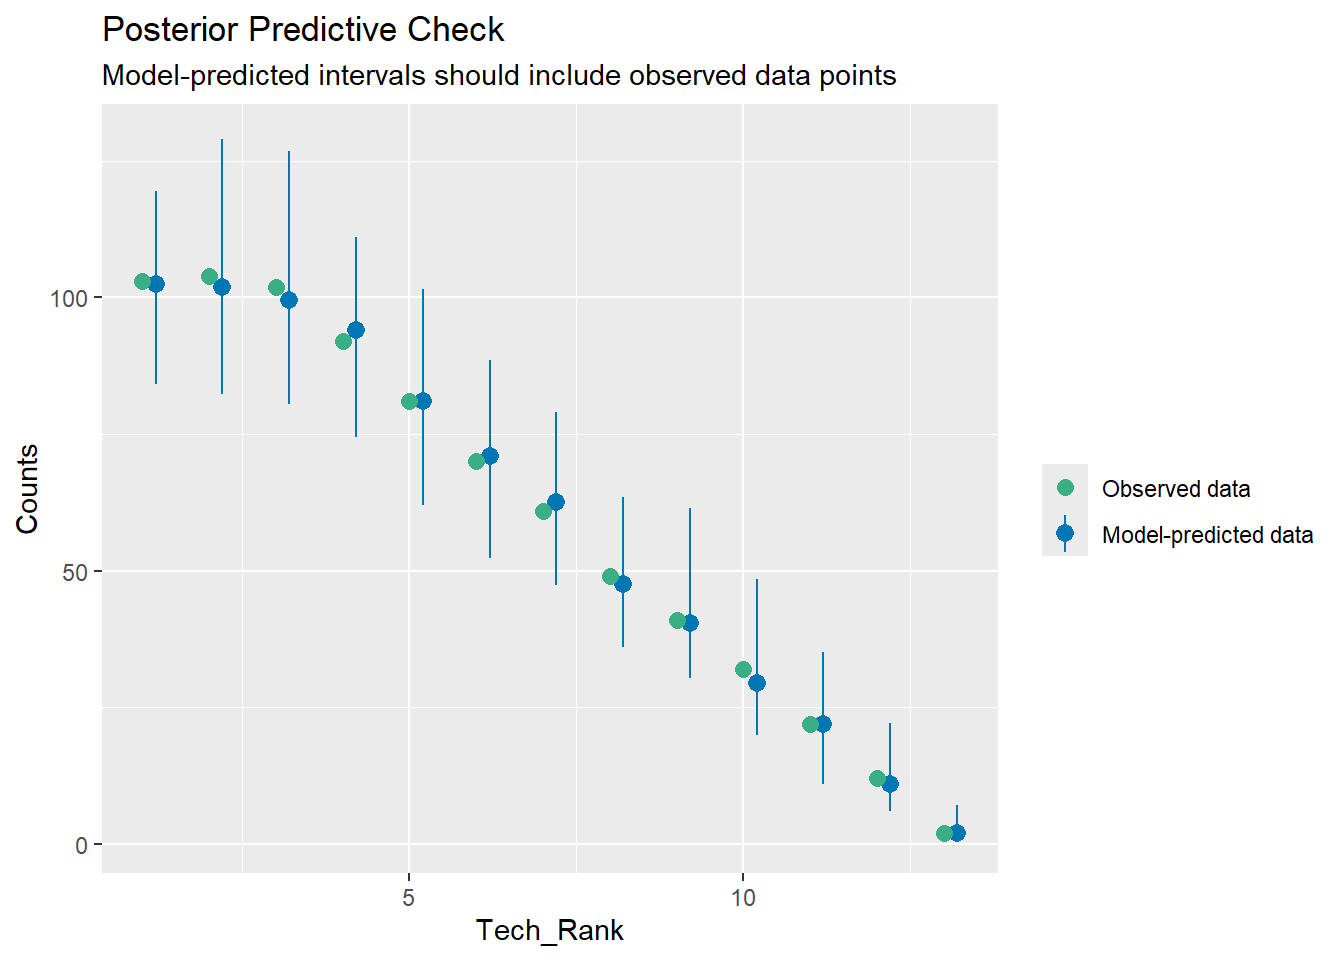 Posterior Predictive Check
Model-predicted intervals should include observed data points
Counts
100
50
0
5
10
Tech_Rank
Observed data
Model-predicted data